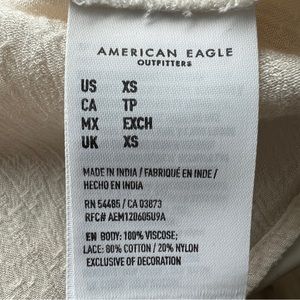 AMERICAN EAGLE
OUTFITTERS
US XS
CA TP
MX EXCH
UK XS
MADE IN INDIA / FABRIQUÉ EN INDE /
HECHO EN INDIA
RN 54485 / CA 03873
RFC# AEM120605U9A
EN BODY: 100% VISCOSE;
LACE: 80% COTTON / 20% NYLON
EXCLUSIVE OF DECORATION